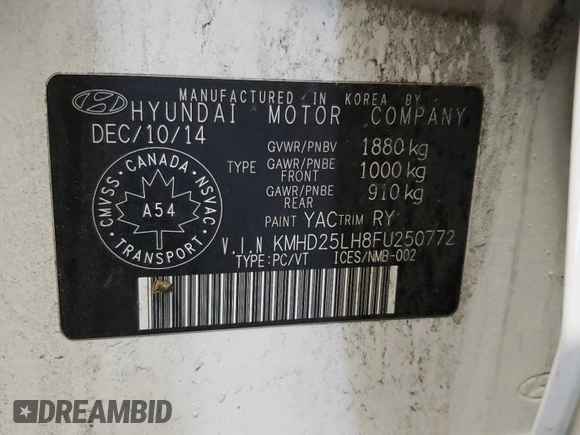 MANUFACTURED IN KOREA BY
HYUNDAI MOTOR COMPANY
DEC/10/14
GVWR/PNBV 1880 kg
TYPE GAWR/PNBE FRONT 1000 kg
GAWR/PNBE REAR 910 kg
PAINT YAC TRIM RY
CMVSS · CANADA · NSVAC
A54
TRANSPORT
V.I.N KMHD25LH8FU250772
TYPE:PC/VT ICES/NMB-002
DREAMBID